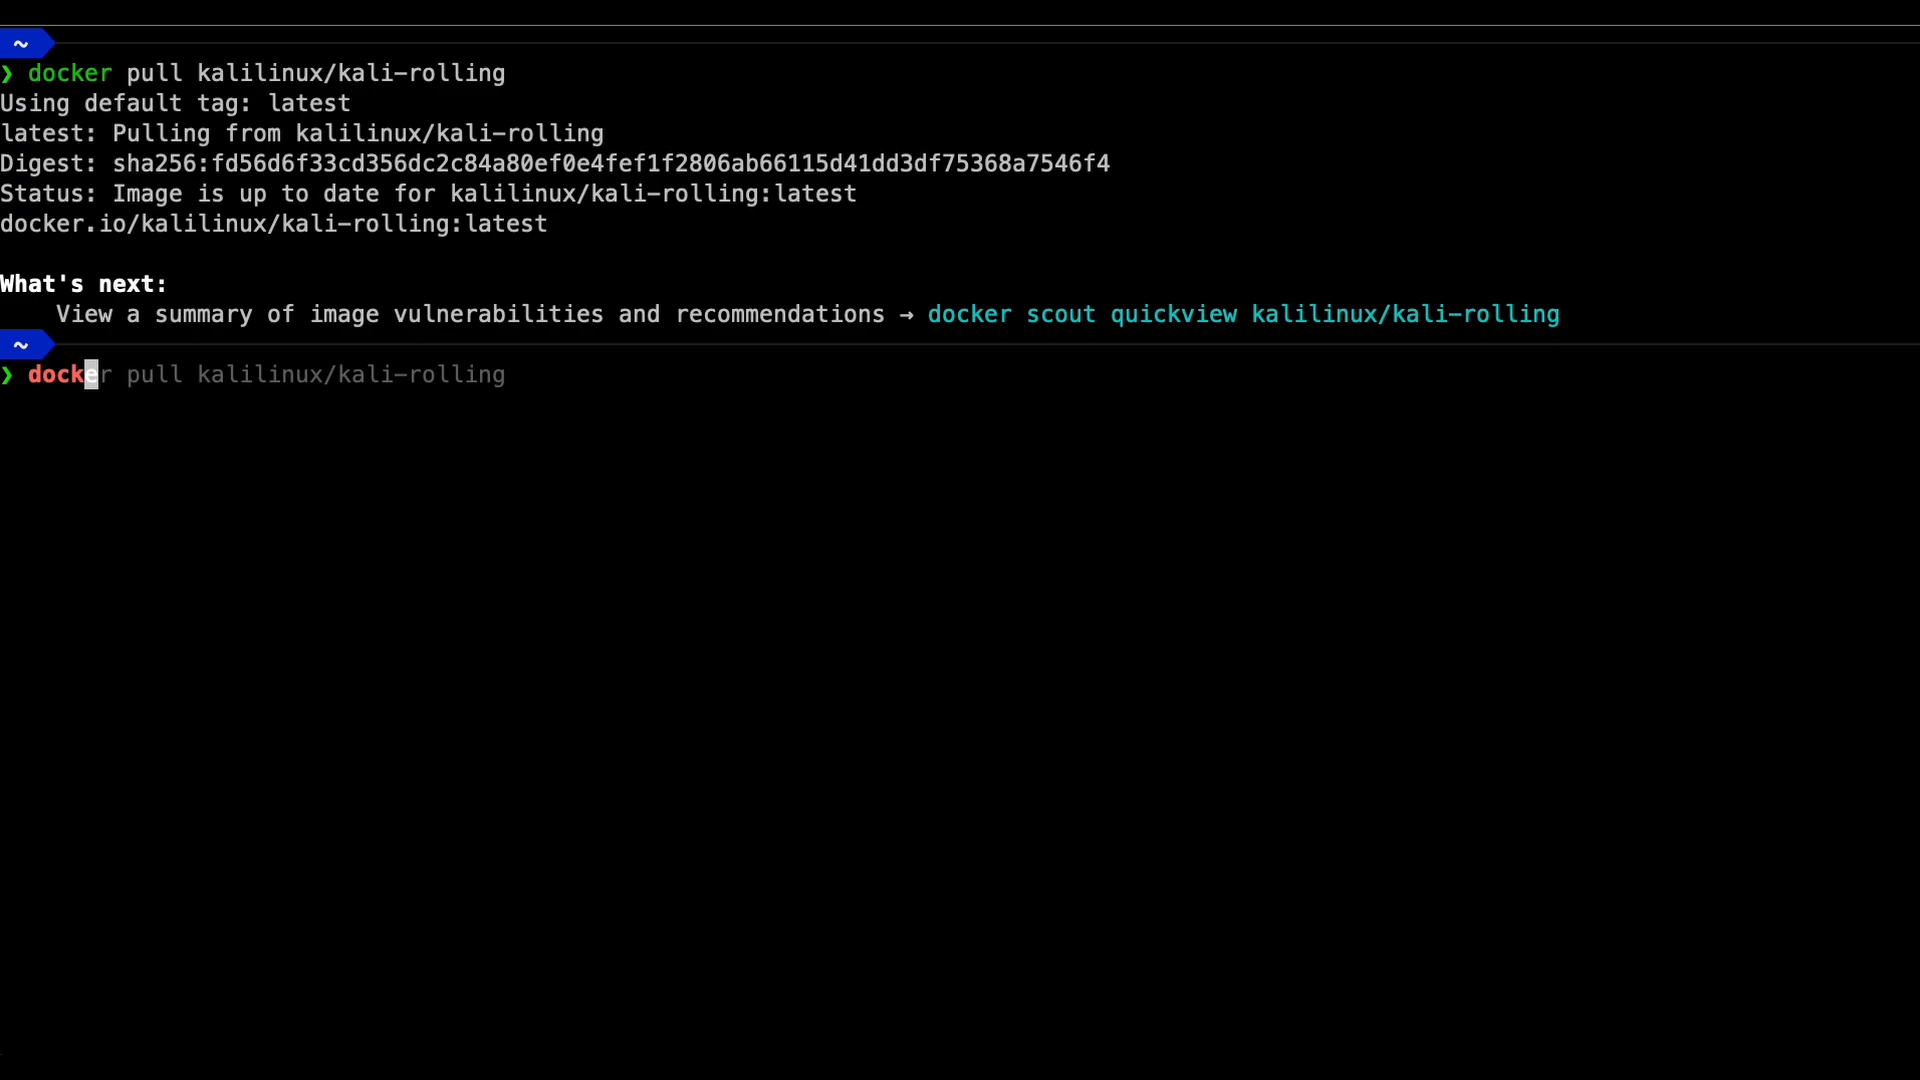 ~
❯ docker pull kalilinux/kali-rolling
Using default tag: latest
latest: Pulling from kalilinux/kali-rolling
Digest: sha256:fd56d6f33cd356dc2c84a80ef0e4fef1f2806ab66115d41dd3df75368a7546f4
Status: Image is up to date for kalilinux/kali-rolling:latest
docker.io/kalilinux/kali-rolling:latest
What's next:
View a summary of image vulnerabilities and recommendations → docker scout quickview kalilinux/kali-rolling
~
❯ docker pull kalilinux/kali-rolling